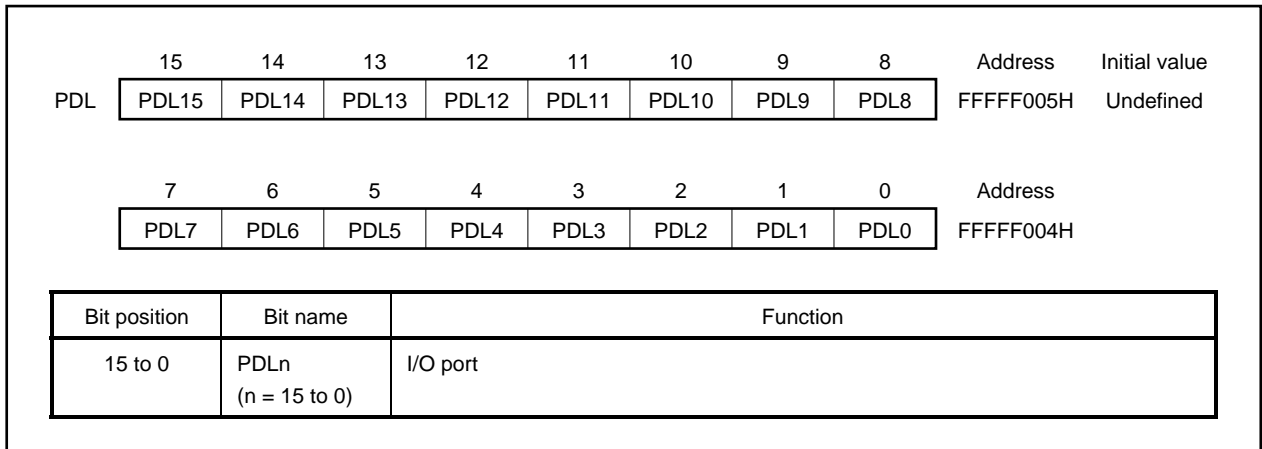 15 14 13 12 11 10 9 8 Address Initial value
PDL PDL15 PDL14 PDL13 PDL12 PDL11 PDL10 PDL9 PDL8 FFFFF005H Undefined
7 6 5 4 3 2 1 0 Address
PDL7 PDL6 PDL5 PDL4 PDL3 PDL2 PDL1 PDL0 FFFFF004H
Bit position Bit name Function
15 to 0 PDLn I/O port
(n = 15 to 0)